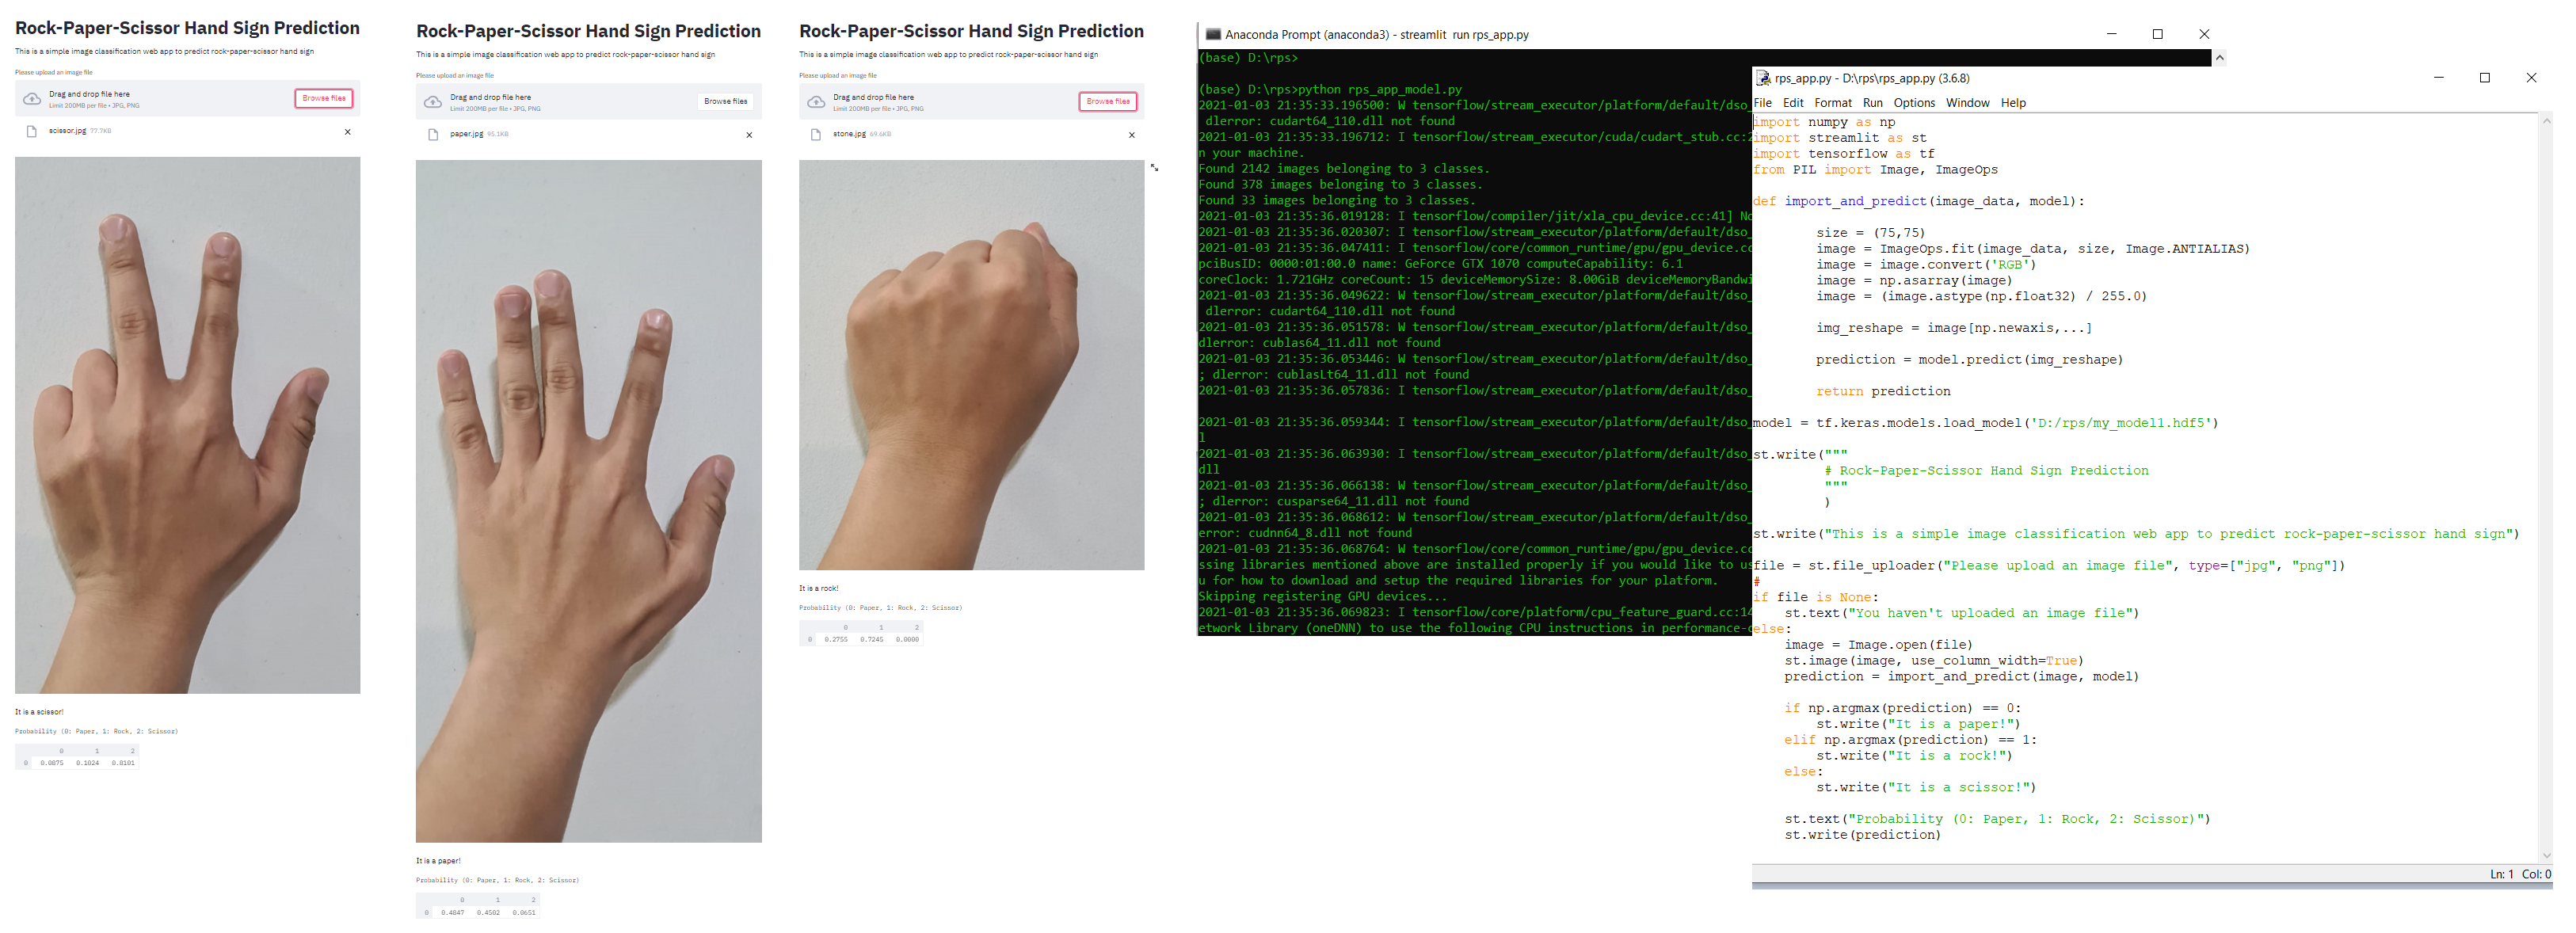 Rock-Paper-Scissor Hand Sign Prediction
This is a simple image classification web app to predict rock-paper-scissor hand sign
Please upload an image file
Drag and drop file here
Limit 200MB per file • JPG, PNG
Browse files
scissor.jpg 77.7KB
It is a scissor!
Probability (0: Paper, 1: Rock, 2: Scissor)
0 1 2
0 0.0875 0.1024 0.8101
Rock-Paper-Scissor Hand Sign Prediction
This is a simple image classification web app to predict rock-paper-scissor hand sign
Please upload an image file
Drag and drop file here
Limit 200MB per file • JPG, PNG
Browse files
paper.jpg 95.1KB
It is a paper!
Probability (0: Paper, 1: Rock, 2: Scissor)
0 1 2
0 0.4847 0.4502 0.0651
Rock-Paper-Scissor Hand Sign Prediction
This is a simple image classification web app to predict rock-paper-scissor hand sign
Please upload an image file
Drag and drop file here
Limit 200MB per file • JPG, PNG
Browse files
stone.jpg 69.6KB
It is a rock!
Probability (0: Paper, 1: Rock, 2: Scissor)
0 1 2
0 0.2755 0.7245 0.0000
Anaconda Prompt (anaconda3) - streamlit run rps_app.py
(base) D:\rps>
(base) D:\rps>python rps_app_model.py
2021-01-03 21:35:33.196500: W tensorflow/stream_executor/platform/default/dso_
dlerror: cudart64_110.dll not found
2021-01-03 21:35:33.196712: I tensorflow/stream_executor/cuda/cudart_stub.cc:2
n your machine.
Found 2142 images belonging to 3 classes.
Found 378 images belonging to 3 classes.
Found 33 images belonging to 3 classes.
2021-01-03 21:35:36.019128: I tensorflow/compiler/jit/xla_cpu_device.cc:41] No
2021-01-03 21:35:36.020307: I tensorflow/stream_executor/platform/default/dso_
2021-01-03 21:35:36.047411: I tensorflow/core/common_runtime/gpu/gpu_device.cc
pciBusID: 0000:01:00.0 name: GeForce GTX 1070 computeCapability: 6.1
coreClock: 1.721GHz coreCount: 15 deviceMemorySize: 8.00GiB deviceMemoryBandwi
2021-01-03 21:35:36.049622: W tensorflow/stream_executor/platform/default/dso_
dlerror: cudart64_110.dll not found
2021-01-03 21:35:36.051578: W tensorflow/stream_executor/platform/default/dso_
dlerror: cublas64_11.dll not found
2021-01-03 21:35:36.053446: W tensorflow/stream_executor/platform/default/dso_
; dlerror: cublasLt64_11.dll not found
2021-01-03 21:35:36.057836: I tensorflow/stream_executor/platform/default/dso_
2021-01-03 21:35:36.059344: I tensorflow/stream_executor/platform/default/dso_
l
2021-01-03 21:35:36.063930: I tensorflow/stream_executor/platform/default/dso_
dll
2021-01-03 21:35:36.066138: W tensorflow/stream_executor/platform/default/dso_
; dlerror: cusparse64_11.dll not found
2021-01-03 21:35:36.068612: W tensorflow/stream_executor/platform/default/dso_
error: cudnn64_8.dll not found
2021-01-03 21:35:36.068764: W tensorflow/core/common_runtime/gpu/gpu_device.cc
ssing libraries mentioned above are installed properly if you would like to us
u for how to download and setup the required libraries for your platform.
Skipping registering GPU devices...
2021-01-03 21:35:36.069823: I tensorflow/core/platform/cpu_feature_guard.cc:14
etwork Library (oneDNN) to use the following CPU instructions in performance-c
rps_app.py - D:\rps\rps_app.py (3.6.8)
File Edit Format Run Options Window Help
import numpy as np
import streamlit as st
import tensorflow as tf
from PIL import Image, ImageOps
def import_and_predict(image_data, model):
size = (75,75)
image = ImageOps.fit(image_data, size, Image.ANTIALIAS)
image = image.convert('RGB')
image = np.asarray(image)
image = (image.astype(np.float32) / 255.0)
img_reshape = image[np.newaxis,...]
prediction = model.predict(img_reshape)
return prediction
model = tf.keras.models.load_model('D:/rps/my_model1.hdf5')
st.write("""
# Rock-Paper-Scissor Hand Sign Prediction
"""
)
st.write("This is a simple image classification web app to predict rock-paper-scissor hand sign")
file = st.file_uploader("Please upload an image file", type=["jpg", "png"])
#
if file is None:
st.text("You haven't uploaded an image file")
else:
image = Image.open(file)
st.image(image, use_column_width=True)
prediction = import_and_predict(image, model)
if np.argmax(prediction) == 0:
st.write("It is a paper!")
elif np.argmax(prediction) == 1:
st.write("It is a rock!")
else:
st.write("It is a scissor!")
st.text("Probability (0: Paper, 1: Rock, 2: Scissor)")
st.write(prediction)
Ln: 1 Col: 0